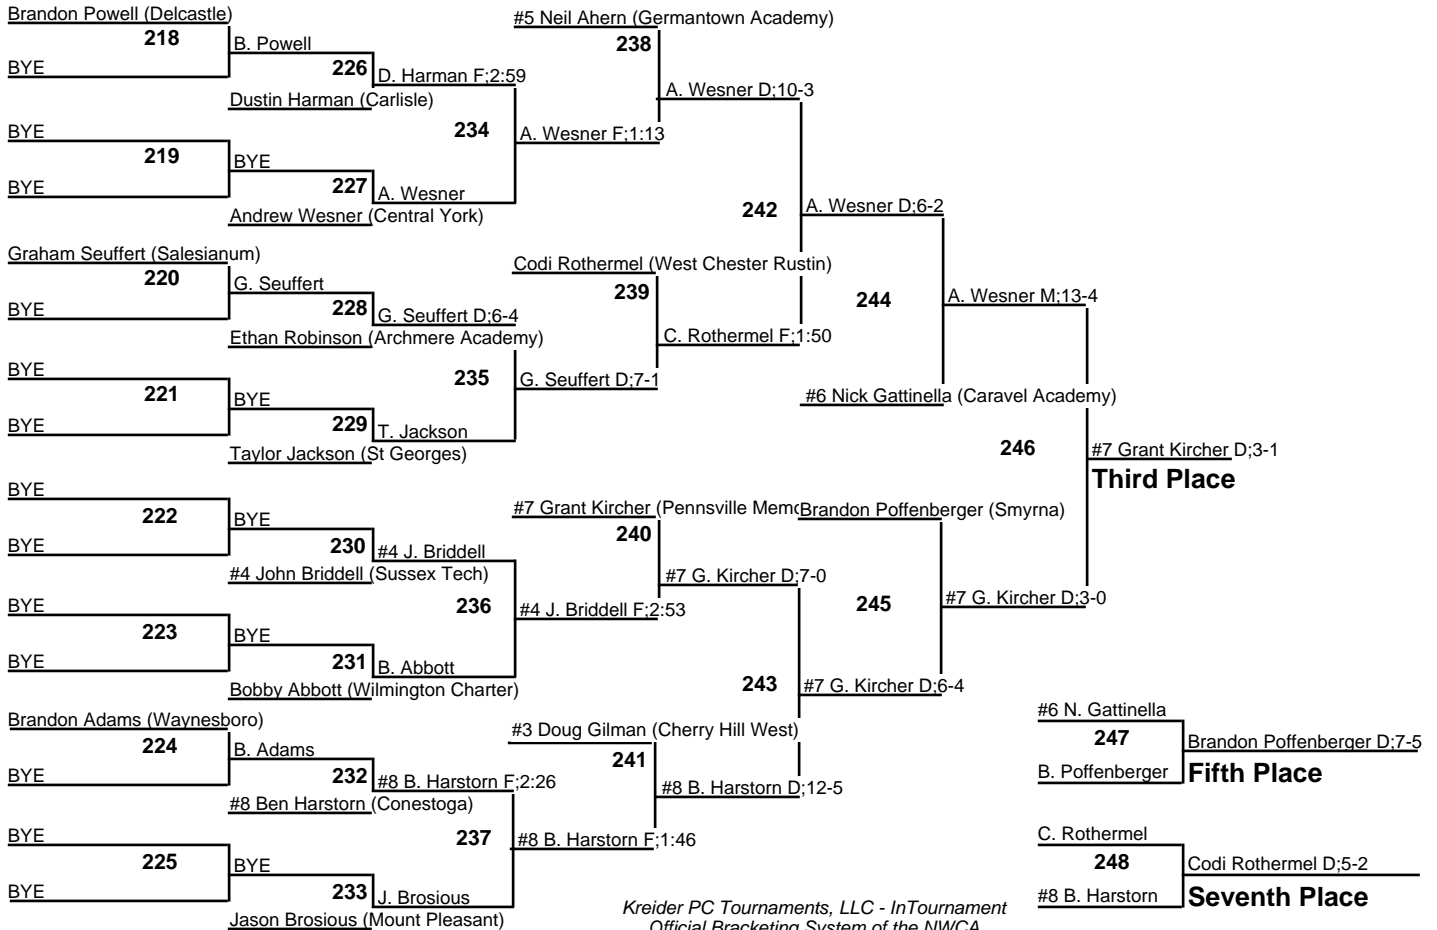 Brandon Powell (Delcastle)
218
BYE
B. Powell
226
Dustin Harman (Carlisle)
D. Harman F;2:59
BYE
219
BYE
BYE
227
Andrew Wesner (Central York)
A. Wesner
234
A. Wesner F;1:13
#5 Neil Ahern (Germantown Academy)
238
A. Wesner D;10-3
Graham Seuffert (Salesianum)
220
BYE
G. Seuffert
228
Ethan Robinson (Archmere Academy)
G. Seuffert D;6-4
BYE
221
BYE
BYE
229
Taylor Jackson (St Georges)
T. Jackson
235
G. Seuffert D;7-1
Codi Rothermel (West Chester Rustin)
239
C. Rothermel F;1:50
242
A. Wesner D;6-2
244
#6 Nick Gattinella (Caravel Academy)
A. Wesner M;13-4
BYE
222
BYE
BYE
230
#4 John Briddell (Sussex Tech)
#4 J. Briddell
BYE
223
BYE
BYE
231
Bobby Abbott (Wilmington Charter)
B. Abbott
236
#4 J. Briddell F;2:53
#7 Grant Kircher (Pennsville Memo
240
#7 G. Kircher D;7-0
Brandon Adams (Waynesboro)
224
BYE
B. Adams
232
#8 Ben Harstorn (Conestoga)
#8 B. Harstorn F;2:26
BYE
225
BYE
BYE
233
Jason Brosious (Mount Pleasant)
J. Brosious
237
#8 B. Harstorn F;1:46
#3 Doug Gilman (Cherry Hill West)
241
#8 B. Harstorn D;12-5
243
#7 G. Kircher D;6-4
Brandon Poffenberger (Smyrna)
245
#7 G. Kircher D;3-0
246
#7 Grant Kircher D;3-1
Third Place
#6 N. Gattinella
247
B. Poffenberger
Brandon Poffenberger D;7-5
Fifth Place
C. Rothermel
248
#8 B. Harstorn
Codi Rothermel D;5-2
Seventh Place
Kreider PC Tournaments, LLC - InTournament
Official Bracketing System of the NWCA